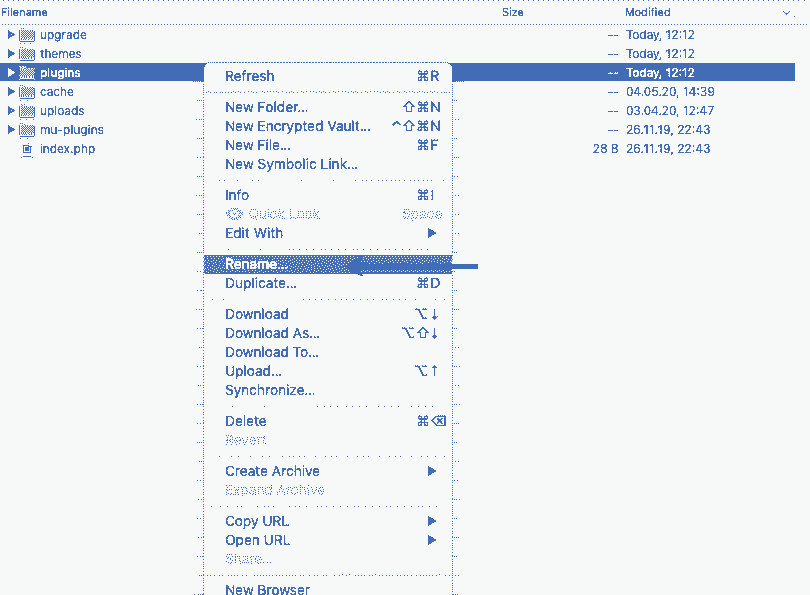 Filename Size Modified
upgrade -- Today, 12:12
themes -- Today, 12:12
plugins -- Today, 12:12
cache -- 04.05.20, 14:39
uploads -- 03.04.20, 12:47
mu-plugins -- 26.11.19, 22:43
index.php 28 B 26.11.19, 22:43
Refresh ⌘R
New Folder... ⇧⌘N
New Encrypted Vault... ^⇧⌘N
New File... ⌘F
New Symbolic Link...
Info ⌘I
Quick Look Space
Edit With ▶
Rename...
Duplicate... ⌘D
Download ⌥↓
Download As... ⌥⇧↓
Download To...
Upload... ⌥↑
Synchronize...
Delete ⌘⌫
Revert
Create Archive ▶
Expand Archive
Copy URL ▶
Open URL ▶
Share...
New Browser